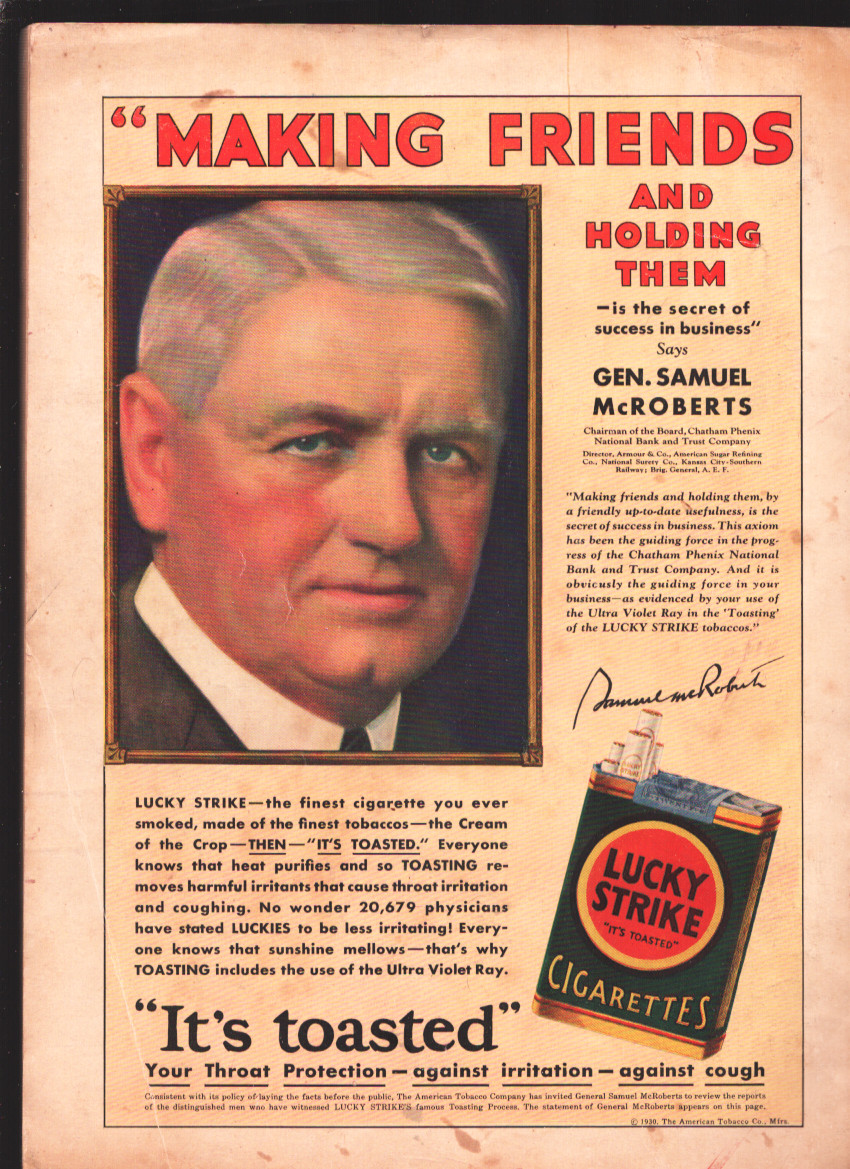 “MAKING FRIENDS
AND
HOLDING
THEM
—is the secret of
success in business”
Says
GEN. SAMUEL
McROBERTS
Chairman of the Board, Chatham Phenix
National Bank and Trust Company
Director, Armour & Co., American Sugar Refining
Co., National Surety Co., Kansas City-Southern
Railway; Brig. General, A. E. F.
"Making friends and holding them, by
a friendly up-to-date usefulness, is the
secret of success in business. This axiom
has been the guiding force in the prog-
ress of the Chatham Phenix National
Bank and Trust Company. And it is
obviously the guiding force in your
business—as evidenced by your use of
the Ultra Violet Ray in the 'Toasting'
of the LUCKY STRIKE tobaccos."
Samuel McRoberts
LUCKY STRIKE—the finest cigarette you ever
smoked, made of the finest tobaccos—the Cream
of the Crop—THEN—"IT'S TOASTED." Everyone
knows that heat purifies and so TOASTING re-
moves harmful irritants that cause throat irritation
and coughing. No wonder 20,679 physicians
have stated LUCKIES to be less irritating! Every-
one knows that sunshine mellows—that's why
TOASTING includes the use of the Ultra Violet Ray.
LUCKY
STRIKE
"IT'S TOASTED"
CIGARETTES
“It's toasted”
Your Throat Protection—against irritation—against cough
Consistent with its policy of laying the facts before the public, The American Tobacco Company has invited General Samuel McRoberts to review the reports
of the distinguished men who have witnessed LUCKY STRIKE'S famous Toasting Process. The statement of General McRoberts appears on this page.
© 1930, The American Tobacco Co., Mfrs.